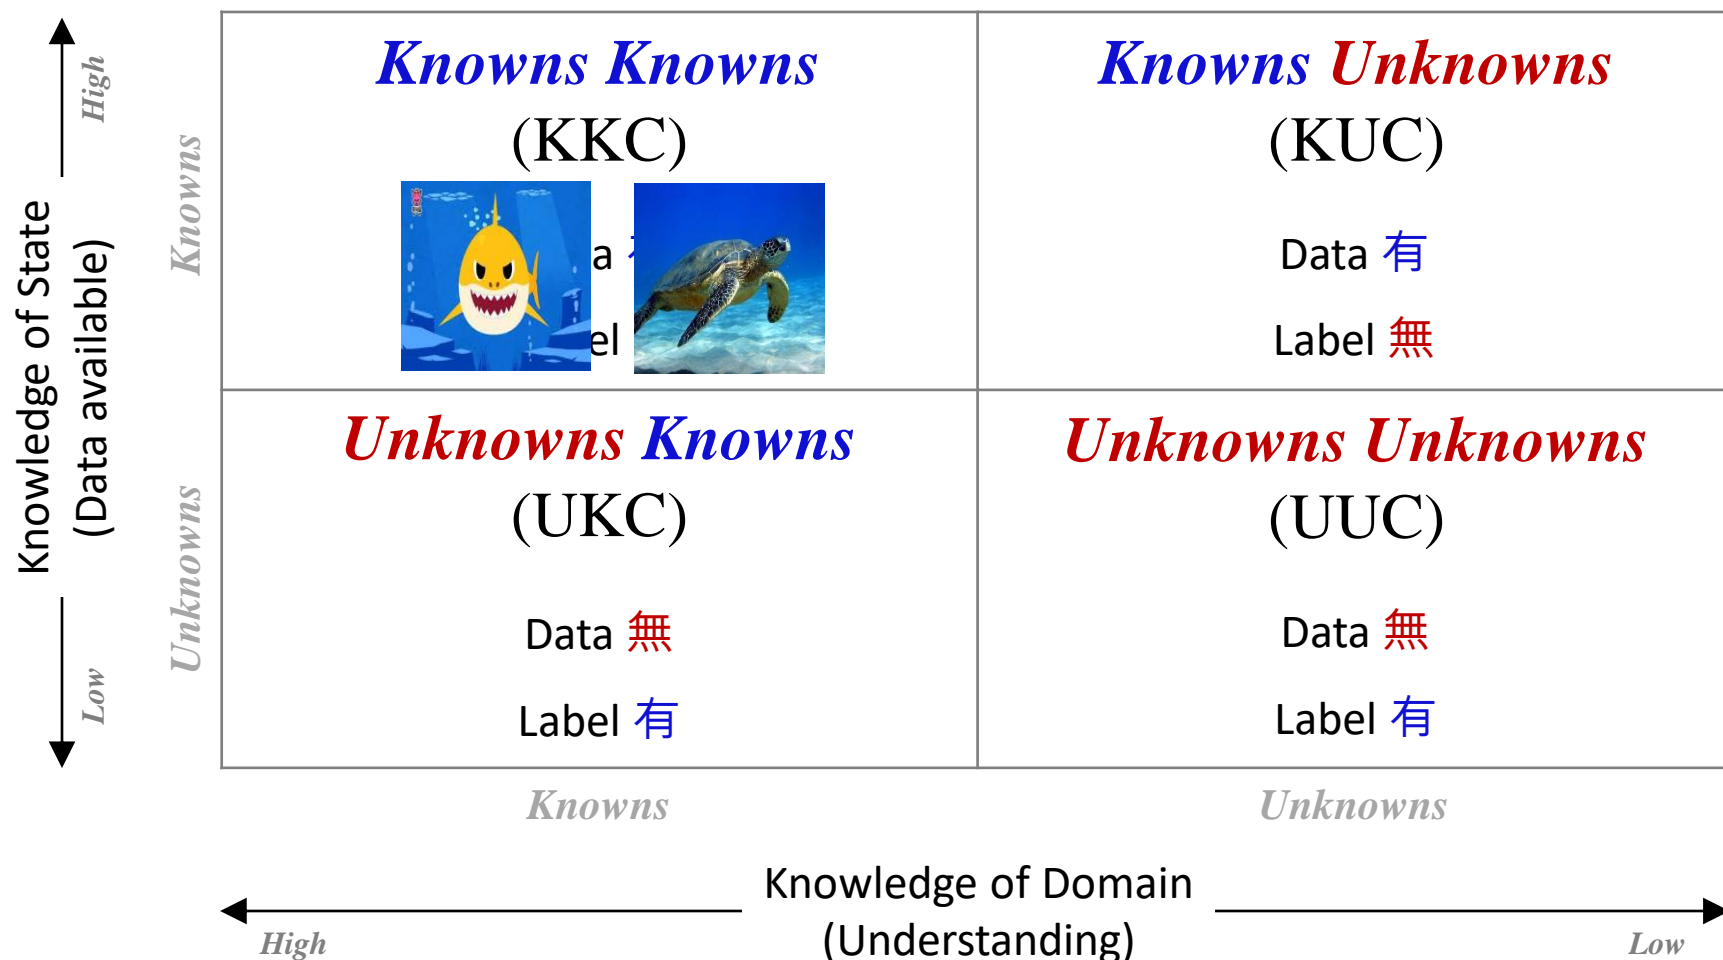 Knowns Knowns
(KKC)
a
el
Knowns Unknowns
(KUC)
Data 有
Label 無
Unknowns Knowns
(UKC)
Data 無
Label 有
Unknowns Unknowns
(UUC)
Data 無
Label 有
High
Knowns
Knowledge of State
(Data available)
Unknowns
Low
Knowns
Unknowns
Knowledge of Domain
(Understanding)
High
Low